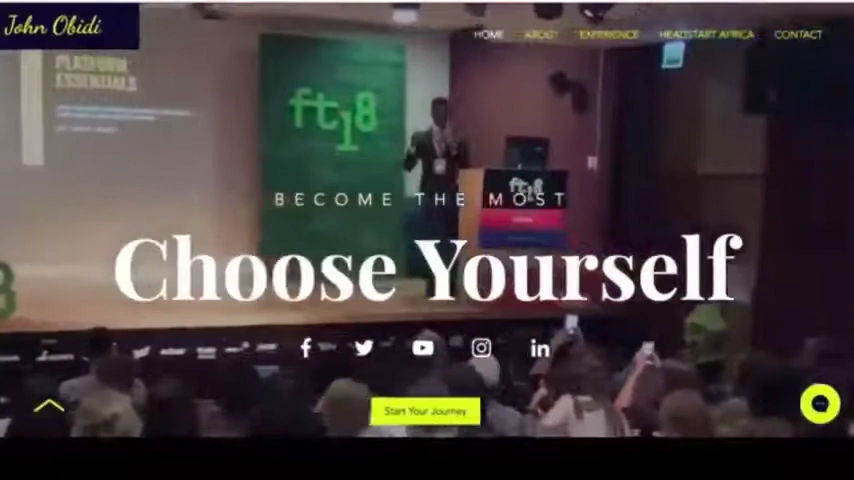 John Obidi
HOME ABOUT EXPERIENCE HEADSTART AFRICA CONTACT
PLATFORM
ESSENTIALS
ft18
ft18
BECOME THE MOST
Choose Yourself
Start Your Journey